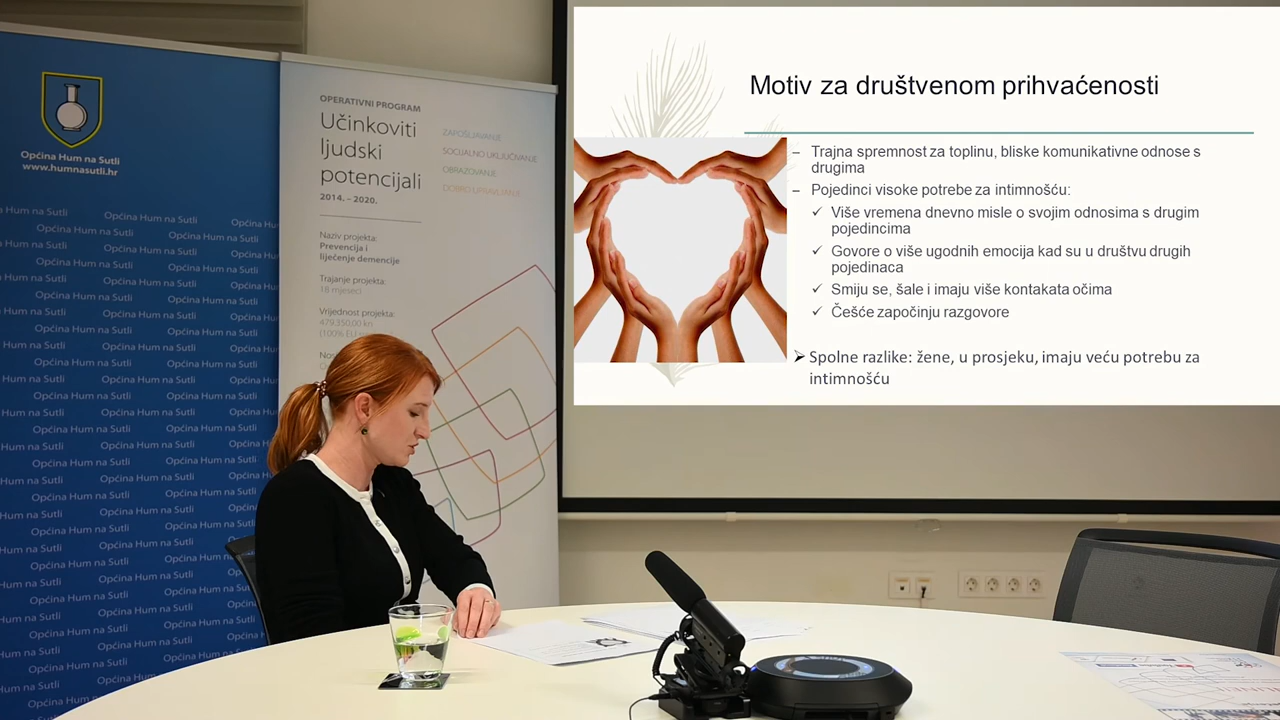 Općina Hum na Sutli
www.humnasutli.hr
OPERATIVNI PROGRAM
Učinkoviti
ljudski
potencijali
2014. – 2020.
ZAPOŠLJAVANJE
SOCIJALNO UKLJUČIVANJE
OBRAZOVANJE
DOBRO UPRAVLJANJE
Naziv projekta:
Prevencija i
liječenje demencije
Trajanje projekta:
18 mjeseci
Vrijednost projekta:
479.350,00 kn
(100% EU
Motiv za društvenom prihvaćenosti
– Trajna spremnost za toplinu, bliske komunikativne odnose s
drugima
– Pojedinci visoke potrebe za intimnošću:
✓ Više vremena dnevno misle o svojim odnosima s drugim
pojedincima
✓ Govore o više ugodnih emocija kad su u društvu drugih
pojedinaca
✓ Smiju se, šale i imaju više kontakata očima
✓ Češće započinju razgovore
➢ Spolne razlike: žene, u prosjeku, imaju veću potrebu za
intimnošću